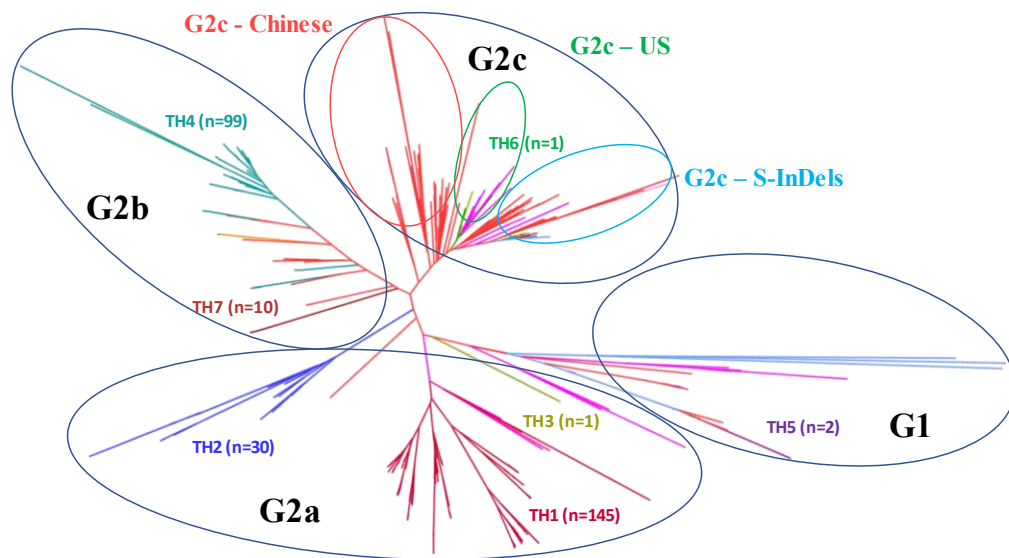 G2c - Chinese
G2c – US
G2c
TH4 (n=99)
TH6 (n=1)
G2c – S-InDels
G2b
TH7 (n=10)
TH3 (n=1)
G1
TH5 (n=2)
TH2 (n=30)
G2a
TH1 (n=145)